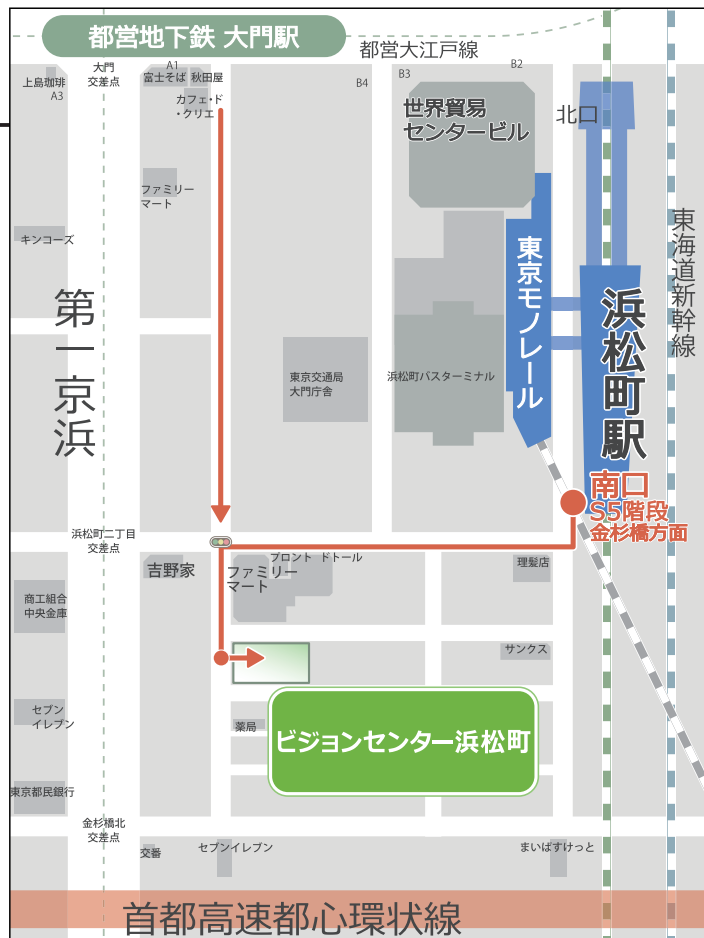 都営地下鉄 大門駅
都営大江戸線
上島珈琲
A3
大門
交差点
A1
富士そば
秋田屋
カフェ・ド
・クリエ
B4
B3
B2
世界貿易
センタービル
北口
ファミリー
マート
キンコーズ
東京モノレール
東海道新幹線
第一京浜
浜松町駅
東京交通局
大門庁舎
浜松町バスターミナル
南口
S5階段
金杉橋方面
浜松町二丁目
交差点
吉野家
ファミリー
マート
プロント
ドトール
理髪店
商工組合
中央金庫
サンクス
セブン
イレブン
薬局
ビジョンセンター浜松町
東京都民銀行
金杉橋北
交差点
交番
セブンイレブン
まいばすけっと
首都高速都心環状線